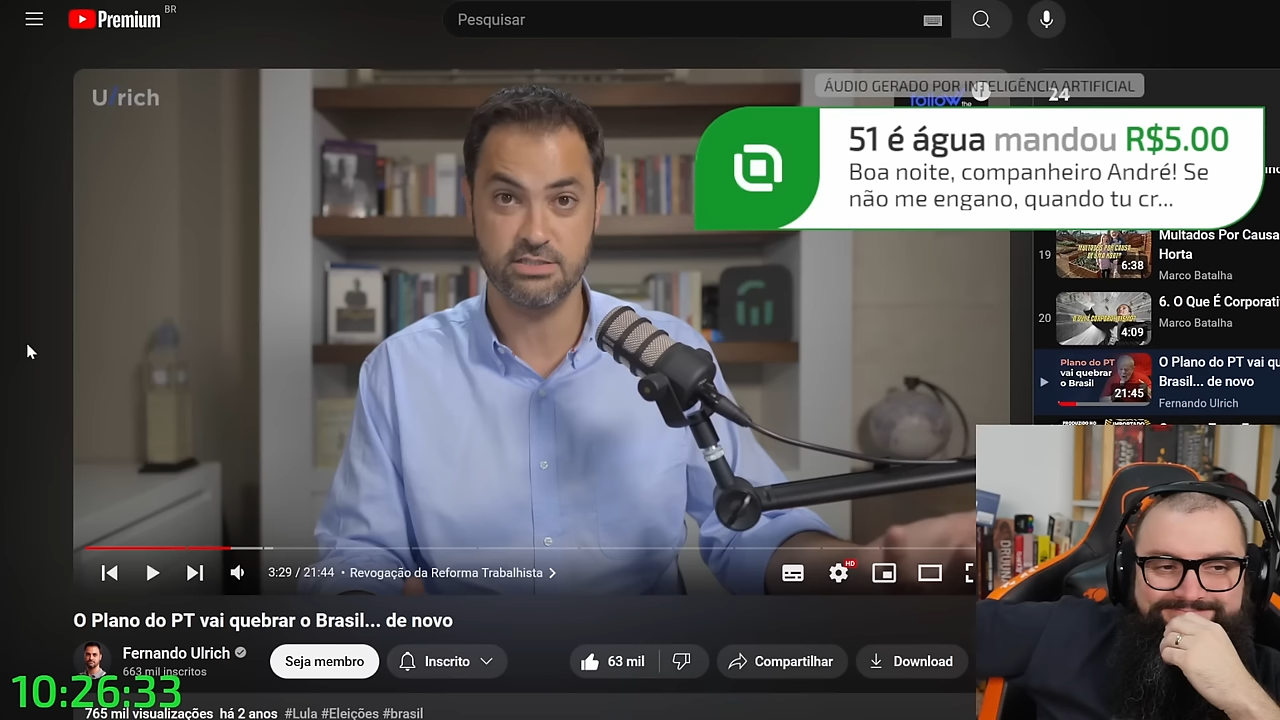 Premium
BR
Pesquisar
Ulrich
ÁUDIO GERADO POR INTELIGÊNCIA ARTIFICIAL
follow the
24
51 é água mandou R$5.00
Boa noite, companheiro André! Se
não me engano, quando tu cr...
19
6:38
Multados Por Causa
Horta
Marco Batalha
20
4:09
6. O Que É Corporati
Marco Batalha
Plano do PT
vai quebrar
o Brasil
21:45
O Plano do PT vai qu
Brasil... de novo
Fernando Ulrich
3:29 / 21:44 • Revogação da Reforma Trabalhista
HD
O Plano do PT vai quebrar o Brasil... de novo
Fernando Ulrich
663 mil inscritos
Seja membro
Inscrito
63 mil
Compartilhar
Download
10:26:33
765 mil visualizações há 2 anos #Lula #Eleições #brasil